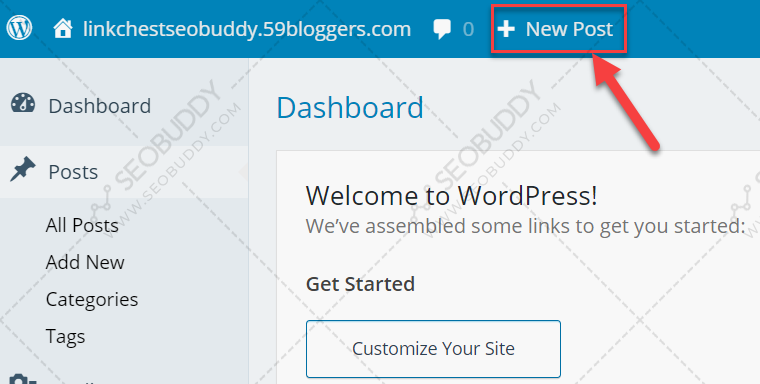 linkchestseobuddy.59bloggers.com 0 + New Post
Dashboard
Posts
All Posts
Add New
Categories
Tags
Dashboard
Welcome to WordPress!
We've assembled some links to get you started:
Get Started
Customize Your Site
SEOBUDDY
WWW.SEOBUDDY.COM
SEOBUDDY
WWW.SEOBUDDY.COM
SEOBUDDY
WWW.SEOBUDDY.COM